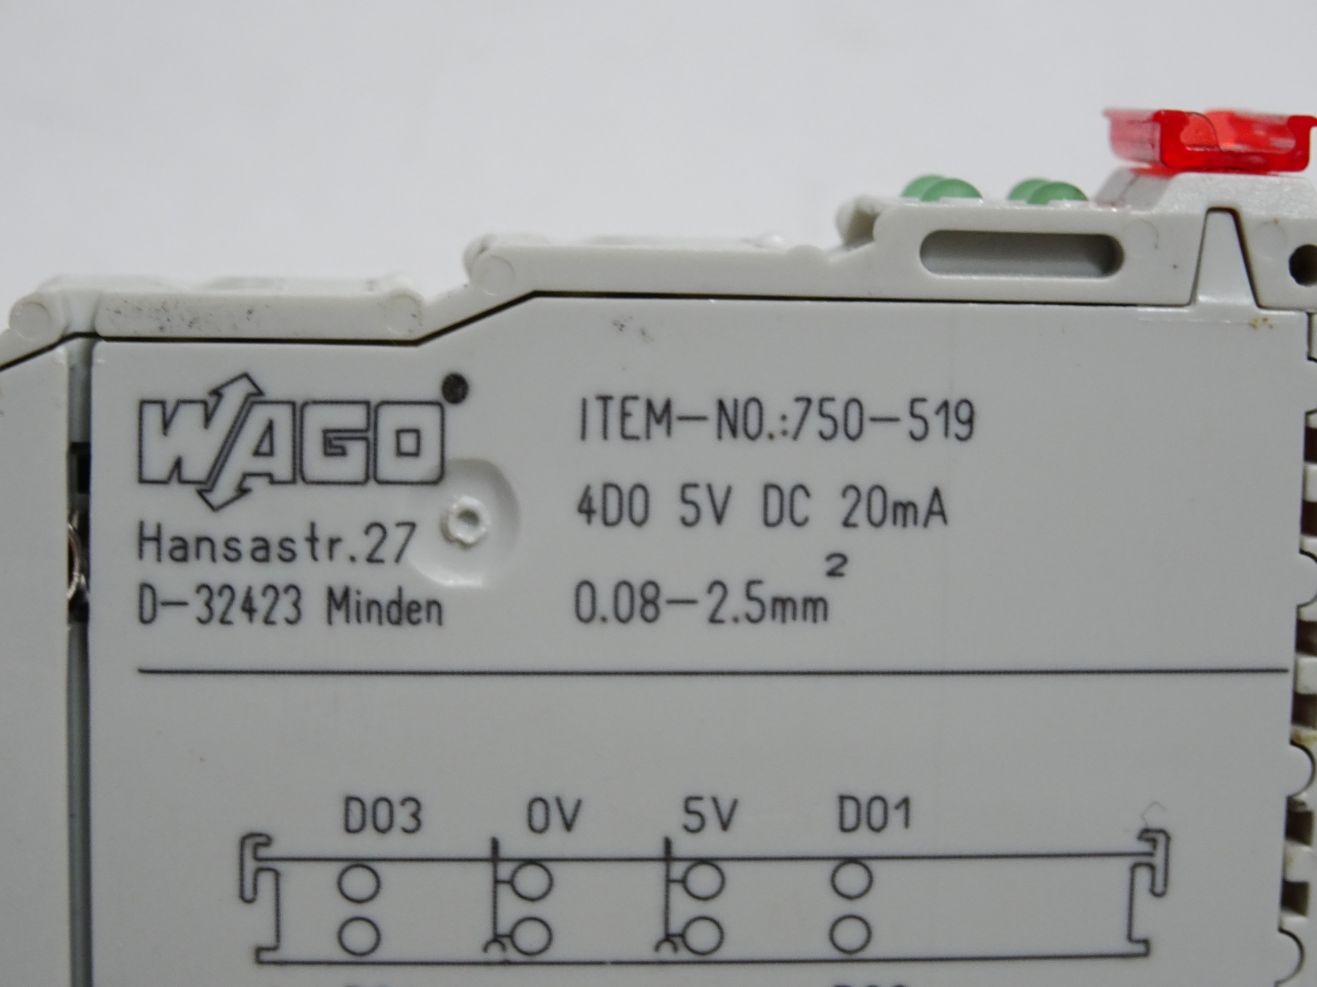 WAGO
Hansastr.27
D-32423 Minden
ITEM-NO.:750-519
4DO 5V DC 20mA
0.08-2.5mm²
DO3 0V 5V DO1